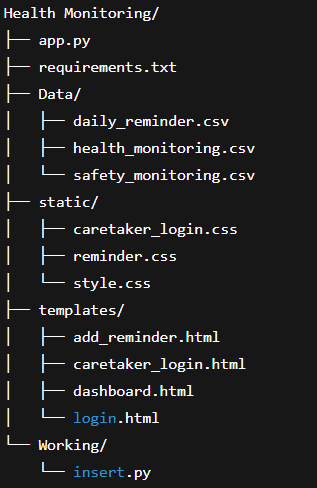 Health Monitoring/
├── app.py
├── requirements.txt
├── Data/
│   ├── daily_reminder.csv
│   ├── health_monitoring.csv
│   └── safety_monitoring.csv
├── static/
│   ├── caretaker_login.css
│   ├── reminder.css
│   └── style.css
├── templates/
│   ├── add_reminder.html
│   ├── caretaker_login.html
│   ├── dashboard.html
│   └── login.html
└── Working/
    └── insert.py